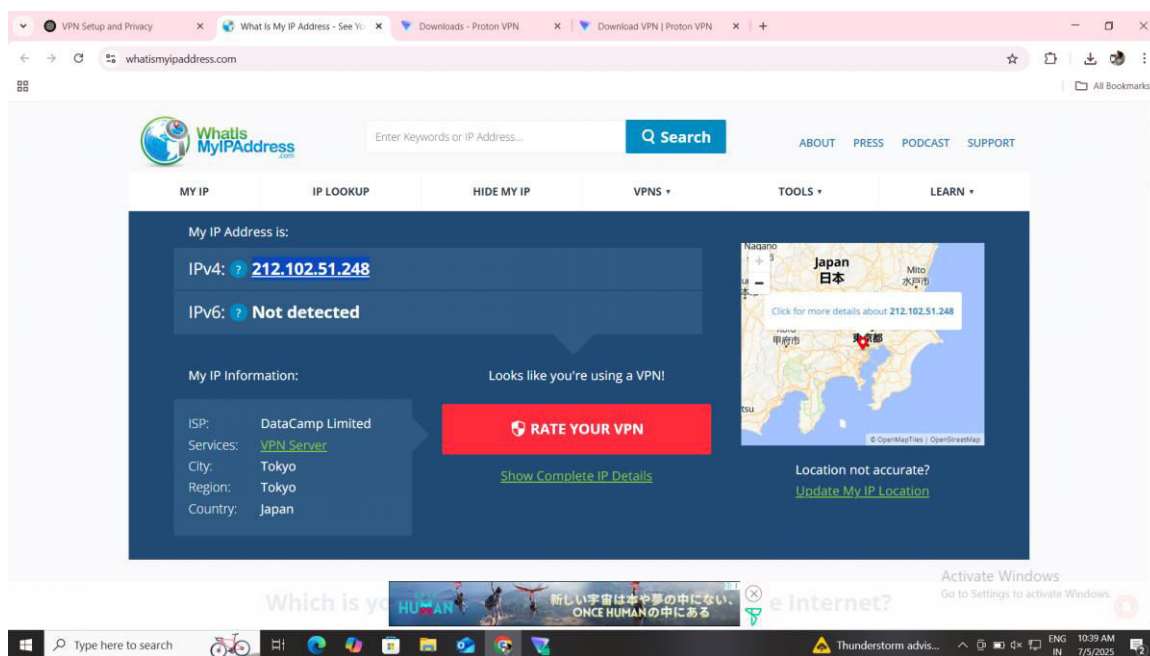 VPN Setup and Privacy
What Is My IP Address - See Yo
Downloads - Proton VPN
Download VPN | Proton VPN
whatismyipaddress.com
All Bookmarks
WhatIs
MyIPAddress
.com
Enter Keywords or IP Address...
Search
ABOUT PRESS PODCAST SUPPORT
MY IP IP LOOKUP HIDE MY IP VPNS TOOLS LEARN
My IP Address is:
IPv4: ? 212.102.51.248
IPv6: ? Not detected
Nagano
Japan
日本
Mito
水戸市
Click for more details about 212.102.51.248
甲府市
東京都
tsu
© OpenMapTiles | OpenStreetMap
My IP Information:
Looks like you're using a VPN!
ISP: DataCamp Limited
Services: VPN Server
City: Tokyo
Region: Tokyo
Country: Japan
RATE YOUR VPN
Show Complete IP Details
Location not accurate?
Update My IP Location
Activate Windows
Go to Settings to activate Windows.
Which is yo
e Internet?
HUMAN
新しい宇宙は本や夢の中にない、
ONCE HUMANの中にある
Type here to search
Thunderstorm advis...
ENG
IN
10:39 AM
7/5/2025
2